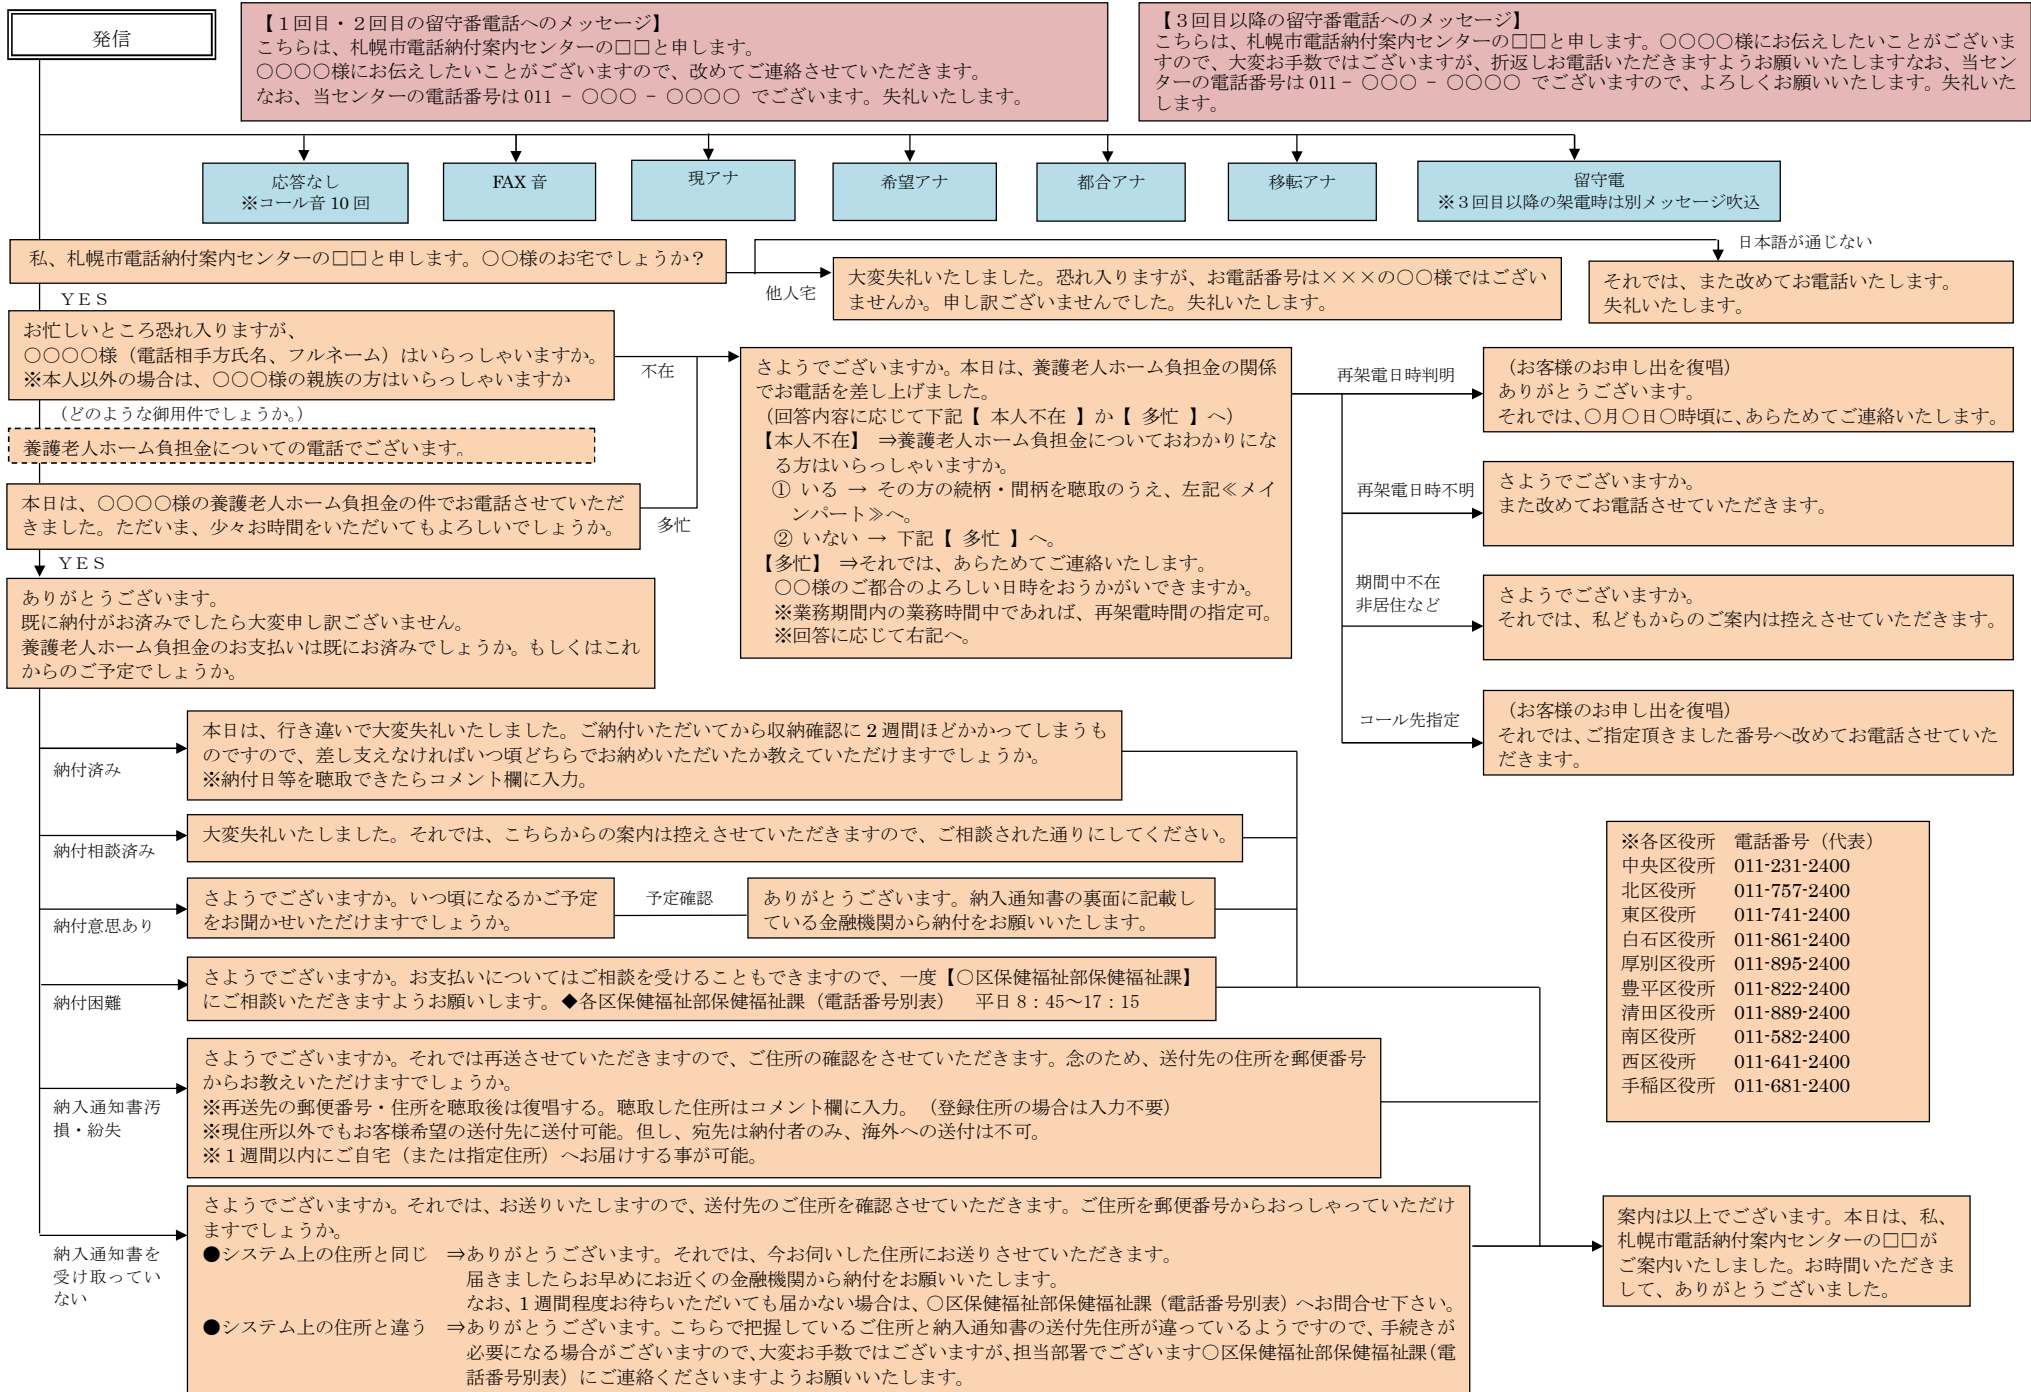 発信
【１回目・２回目の留守番電話へのメッセージ】
こちらは、札幌市電話納付案内センターの□□と申します。
〇〇〇〇様にお伝えしたいことがございますので、改めてご連絡させていただきます。
なお、当センターの電話番号は 011 － 〇〇〇 － 〇〇〇〇 でございます。失礼いたします。
【３回目以降の留守番電話へのメッセージ】
こちらは、札幌市電話納付案内センターの□□と申します。〇〇〇〇様にお伝えしたいことがございま
すので、大変お手数ではございますが、折返しお電話いただきますようお願いいたしますなお、当セン
ターの電話番号は 011－ 〇〇〇 － 〇〇〇〇 でございますので、よろしくお願いいたします。失礼いた
します。
応答なし
※コール音 10 回
FAX 音
現アナ
希望アナ
都合アナ
移転アナ
留守電
※３回目以降の架電時は別メッセージ吹込
私、札幌市電話納付案内センターの□□と申します。〇〇様のお宅でしょうか？
他人宅
大変失礼いたしました。恐れ入りますが、お電話番号は×××の〇〇様ではござい
ませんか。申し訳ございませんでした。失礼いたします。
日本語が通じない
それでは、また改めてお電話いたします。
失礼いたします。
ＹＥＳ
お忙しいところ恐れ入りますが、
〇〇〇〇様（電話相手方氏名、フルネーム）はいらっしゃいますか。
※本人以外の場合は、〇〇〇様の親族の方はいらっしゃいますか
不在
（どのような御用件でしょうか。）
養護老人ホーム負担金についての電話でございます。
本日は、〇〇〇〇様の養護老人ホーム負担金の件でお電話させていただ
きました。ただいま、少々お時間をいただいてもよろしいでしょうか。
多忙
さようでございますか。本日は、養護老人ホーム負担金の関係
でお電話を差し上げました。
（回答内容に応じて下記【 本人不在 】か【 多忙 】へ）
【本人不在】 ⇒養護老人ホーム負担金についておわかりにな
る方はいらっしゃいますか。
① いる → その方の続柄・間柄を聴取のうえ、左記≪メイ
ンパート≫へ。
② いない → 下記【 多忙 】へ。
【多忙】 ⇒それでは、あらためてご連絡いたします。
〇〇様のご都合のよろしい日時をおうかがいできますか。
※業務期間内の業務時間中であれば、再架電時間の指定可。
※回答に応じて右記へ。
再架電日時判明
（お客様のお申し出を復唱）
ありがとうございます。
それでは、〇月〇日〇時頃に、あらためてご連絡いたします。
再架電日時不明
さようでございますか。
また改めてお電話させていただきます。
期間中不在
非居住など
さようでございますか。
それでは、私どもからのご案内は控えさせていただきます。
コール先指定
（お客様のお申し出を復唱）
それでは、ご指定頂きました番号へ改めてお電話させていた
だきます。
ＹＥＳ
ありがとうございます。
既に納付がお済みでしたら大変申し訳ございません。
養護老人ホーム負担金のお支払いは既にお済みでしょうか。もしくはこれ
からのご予定でしょうか。
納付済み
本日は、行き違いで大変失礼いたしました。ご納付いただいてから収納確認に 2 週間ほどかかってしまうも
のですので、差し支えなければいつ頃どちらでお納めいただいたか教えていただけますでしょうか。
※納付日等を聴取できたらコメント欄に入力。
納付相談済み
大変失礼いたしました。それでは、こちらからの案内は控えさせていただきますので、ご相談された通りにしてください。
納付意思あり
さようでございますか。いつ頃になるかご予定
をお聞かせいただけますでしょうか。
予定確認
ありがとうございます。納入通知書の裏面に記載し
ている金融機関から納付をお願いいたします。
納付困難
さようでございますか。お支払いについてはご相談を受けることもできますので、一度【〇区保健福祉部保健福祉課】
にご相談いただきますようお願いします。◆各区保健福祉部保健福祉課（電話番号別表） 平日 8：45～17：15
納入通知書汚
損・紛失
さようでございますか。それでは再送させていただきますので、ご住所の確認をさせていただきます。念のため、送付先の住所を郵便番号
からお教えいただけますでしょうか。
※再送先の郵便番号・住所を聴取後は復唱する。聴取した住所はコメント欄に入力。（登録住所の場合は入力不要）
※現住所以外でもお客様希望の送付先に送付可能。但し、宛先は納付者のみ、海外への送付は不可。
※１週間以内にご自宅（または指定住所）へお届けする事が可能。
納入通知書を
受け取ってい
ない
さようでございますか。それでは、お送りいたしますので、送付先のご住所を確認させていただきます。ご住所を郵便番号からおっしゃっていただけ
ますでしょうか。
●システム上の住所と同じ ⇒ありがとうございます。それでは、今お伺いした住所にお送りさせていただきます。
届きましたらお早めにお近くの金融機関から納付をお願いいたします。
なお、1 週間程度お待ちいただいても届かない場合は、〇区保健福祉部保健福祉課（電話番号別表）へお問合せ下さい。
●システム上の住所と違う ⇒ありがとうございます。こちらで把握しているご住所と納入通知書の送付先住所が違っているようですので、手続きが
必要になる場合がございますので、大変お手数ではございますが、担当部署でございます〇区保健福祉部保健福祉課（電
話番号別表）にご連絡くださいますようお願いいたします。
※各区役所 電話番号（代表）
中央区役所 011-231-2400
北区役所 011-757-2400
東区役所 011-741-2400
白石区役所 011-861-2400
厚別区役所 011-895-2400
豊平区役所 011-822-2400
清田区役所 011-889-2400
南区役所 011-582-2400
西区役所 011-641-2400
手稲区役所 011-681-2400
案内は以上でございます。本日は、私、
札幌市電話納付案内センターの□□が
ご案内いたしました。お時間いただきま
して、ありがとうございました。